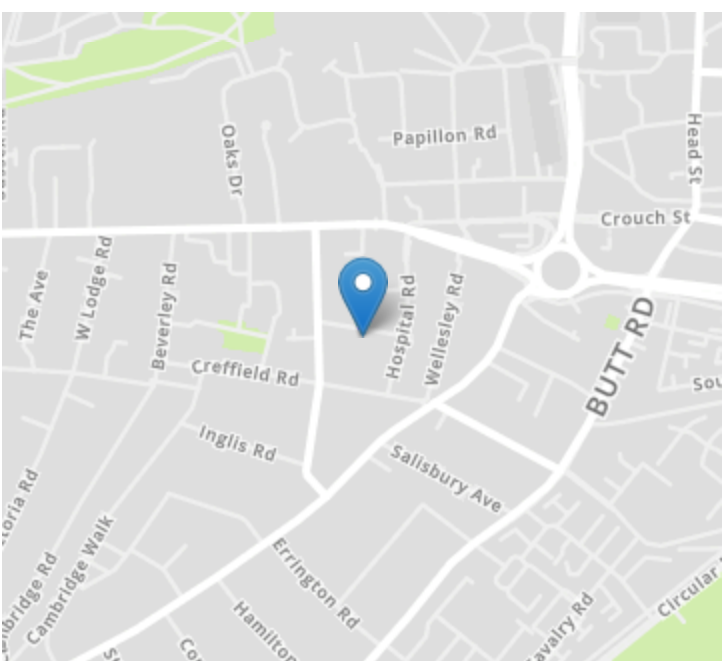 Papillon Rd
Head St
Oaks Dr
Crouch St
The Ave
W Lodge Rd
Beverley Rd
Hospital Rd
Wellesley Rd
BUTT RD
Creffield Rd
Inglis Rd
Salisbury Ave
Errington Rd
Cambridge Walk
Hamilton
Circular